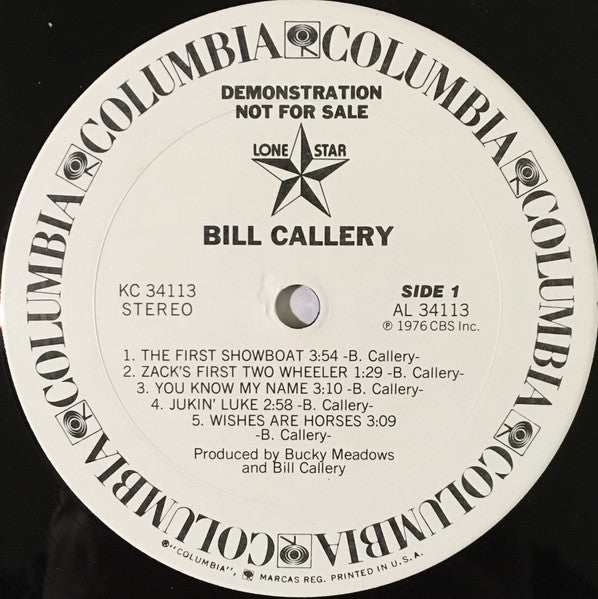 COLUMBIA COLUMBIA COLUMBIA COLUMBIA COLUMBIA COLUMBIA COLUMBIA COLUMBIA
DEMONSTRATION
NOT FOR SALE
LONE STAR
BILL CALLERY
KC 34113
STEREO
SIDE 1
AL 34113
℗ 1976 CBS Inc.
1. THE FIRST SHOWBOAT 3:54 -B. Callery-
2. ZACK'S FIRST TWO WHEELER 1:29 -B. Callery-
3. YOU KNOW MY NAME 3:10 -B. Callery-
4. JUKIN' LUKE 2:58 -B. Callery-
5. WISHES ARE HORSES 3:09
-B. Callery-
Produced by Bucky Meadows
and Bill Callery
®"COLUMBIA", MARCAS REG. PRINTED IN U.S.A.